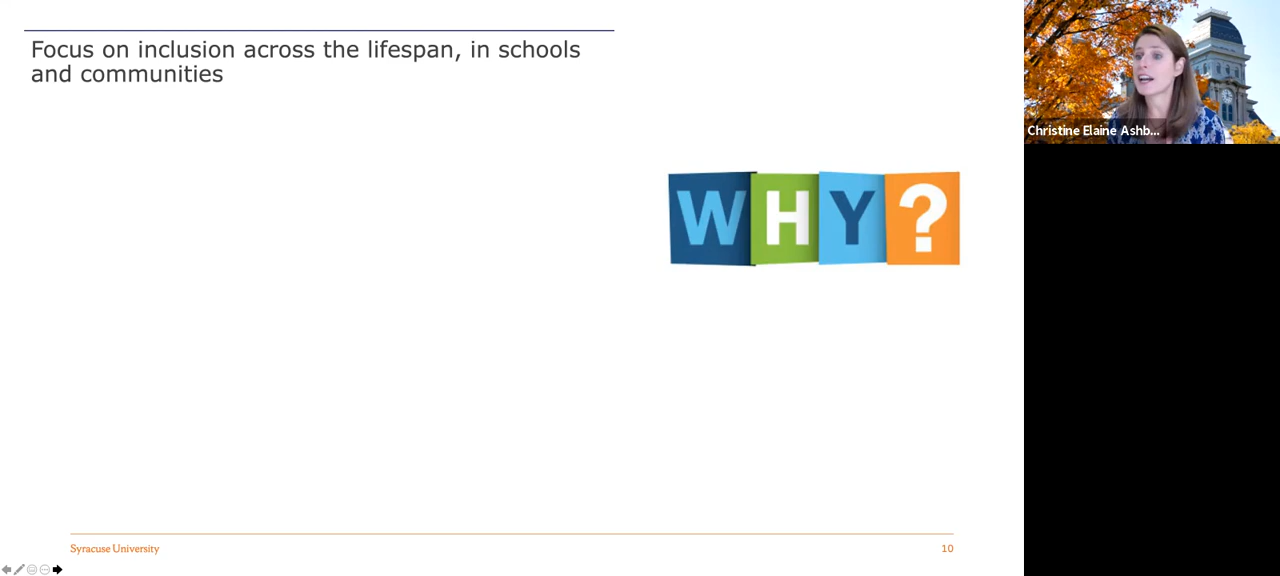 Focus on inclusion across the lifespan, in schools
and communities
Christine Elaine Ashb...
WHY?
Syracuse University
10